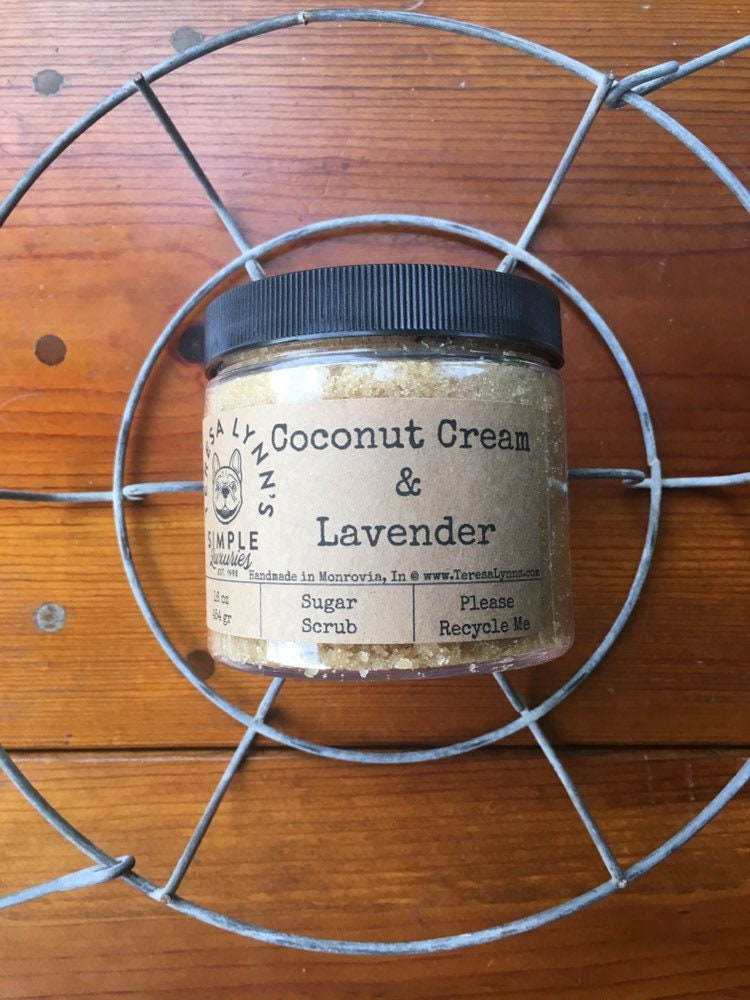 TERESA LYNN'S
SIMPLE
Luxuries
EST. 1998
Coconut Cream
&
Lavender
Handmade in Monrovia, In @ www.TeresaLynns.com
16 oz
454 gr
Sugar
Scrub
Please
Recycle Me